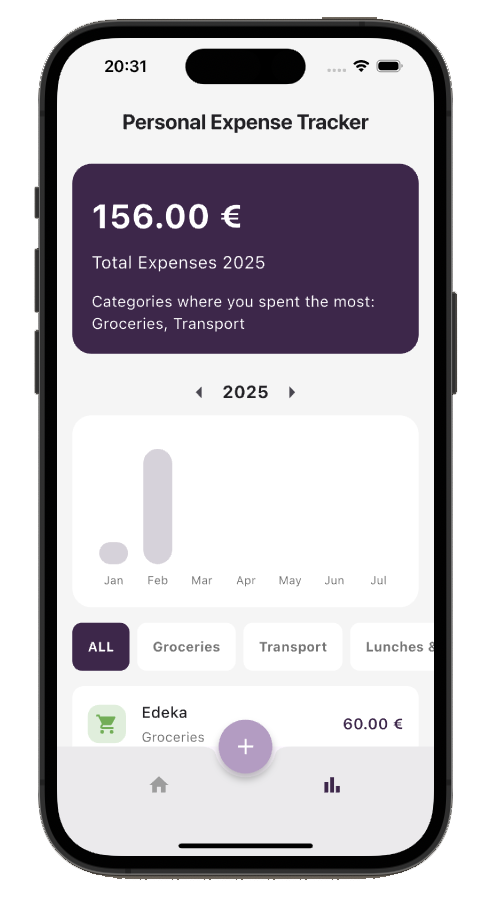 20:31
Personal Expense Tracker
156.00 €
Total Expenses 2025
Categories where you spent the most:
Groceries, Transport
2025
Jan Feb Mar Apr May Jun Jul
ALL Groceries Transport Lunches &
Edeka
60.00 €
Groceries
+